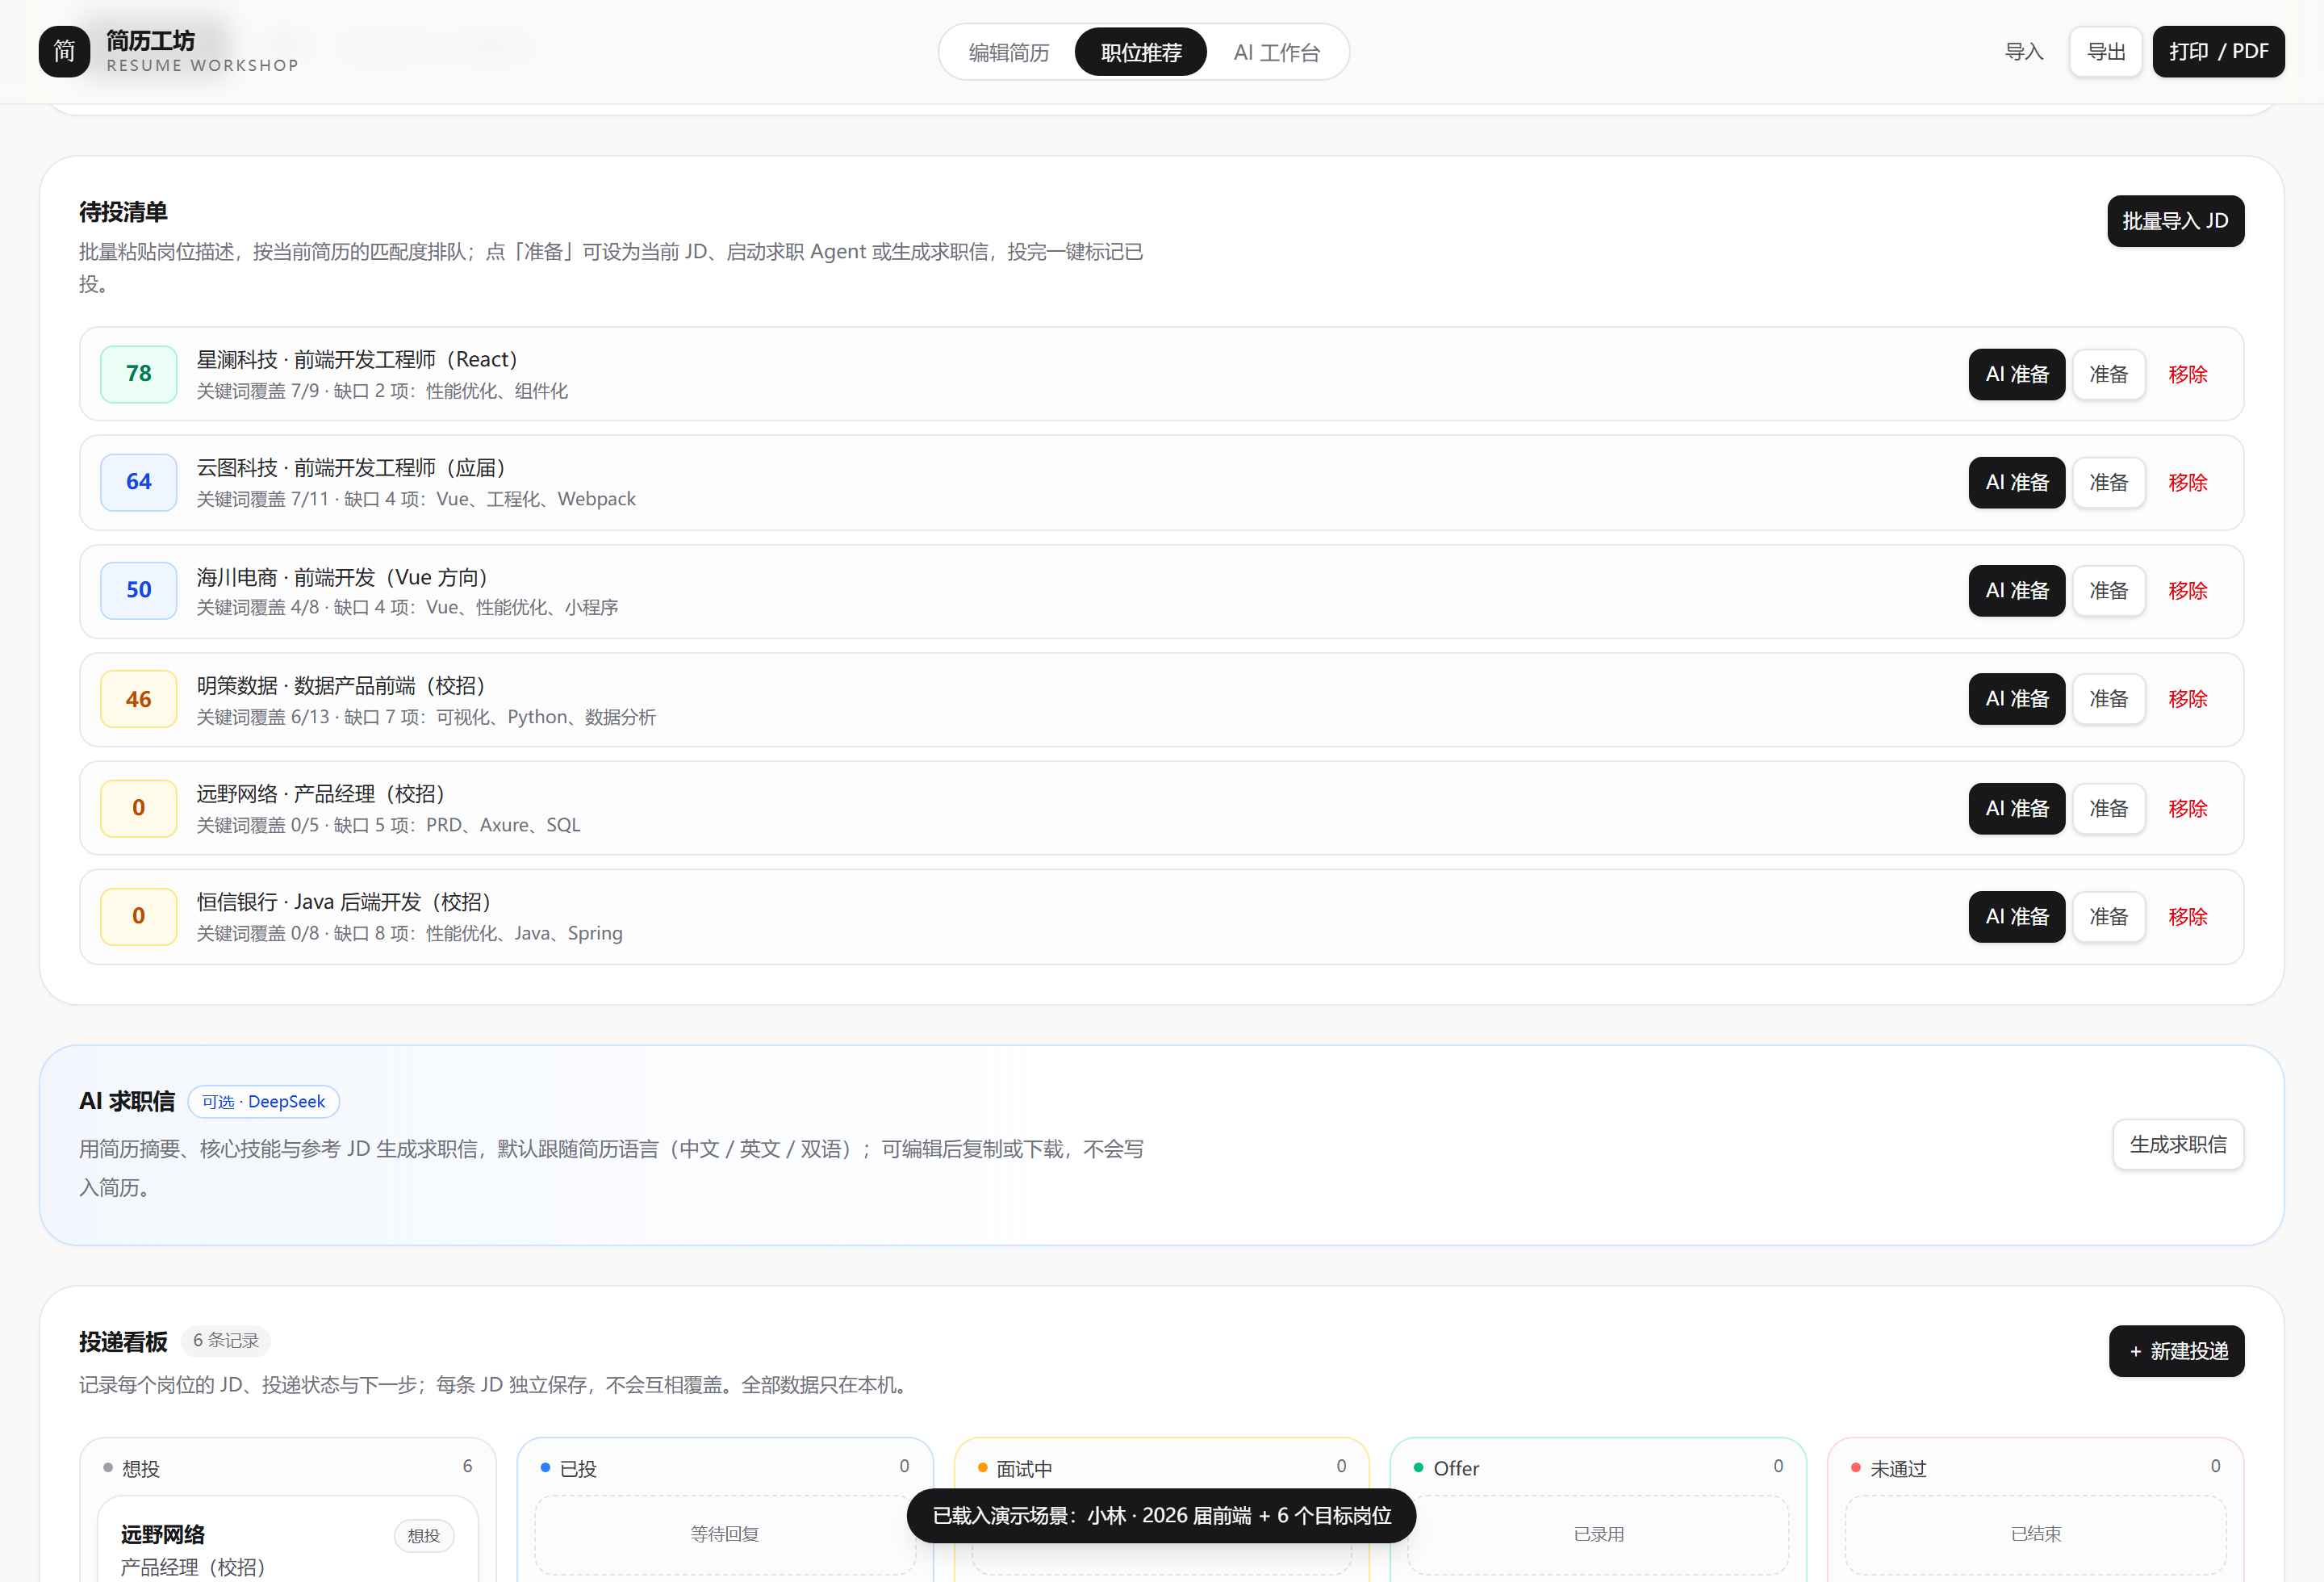 简
简历工坊
RESUME WORKSHOP
编辑简历
职位推荐
AI 工作台
导入
导出
打印 / PDF
待投清单
批量导入 JD
批量粘贴岗位描述，按当前简历的匹配度排队；点「准备」可设为当前 JD、启动求职 Agent 或生成求职信，投完一键标记已
投。
78
星澜科技 · 前端开发工程师（React）
关键词覆盖 7/9 · 缺口 2 项：性能优化、组件化
AI 准备
准备
移除
64
云图科技 · 前端开发工程师（应届）
关键词覆盖 7/11 · 缺口 4 项：Vue、工程化、Webpack
AI 准备
准备
移除
50
海川电商 · 前端开发（Vue 方向）
关键词覆盖 4/8 · 缺口 4 项：Vue、性能优化、小程序
AI 准备
准备
移除
46
明策数据 · 数据产品前端（校招）
关键词覆盖 6/13 · 缺口 7 项：可视化、Python、数据分析
AI 准备
准备
移除
0
远野网络 · 产品经理（校招）
关键词覆盖 0/5 · 缺口 5 项：PRD、Axure、SQL
AI 准备
准备
移除
0
恒信银行 · Java 后端开发（校招）
关键词覆盖 0/8 · 缺口 8 项：性能优化、Java、Spring
AI 准备
准备
移除
AI 求职信
可选 · DeepSeek
用简历摘要、核心技能与参考 JD 生成求职信，默认跟随简历语言（中文 / 英文 / 双语）；可编辑后复制或下载，不会写
入简历。
生成求职信
投递看板
6 条记录
记录每个岗位的 JD、投递状态与下一步；每条 JD 独立保存，不会互相覆盖。全部数据只在本机。
+ 新建投递
想投
6
已投
0
面试中
0
Offer
0
未通过
0
远野网络
想投
产品经理（校招）
等待回复
已载入演示场景：小林 · 2026 届前端 + 6 个目标岗位
已录用
已结束